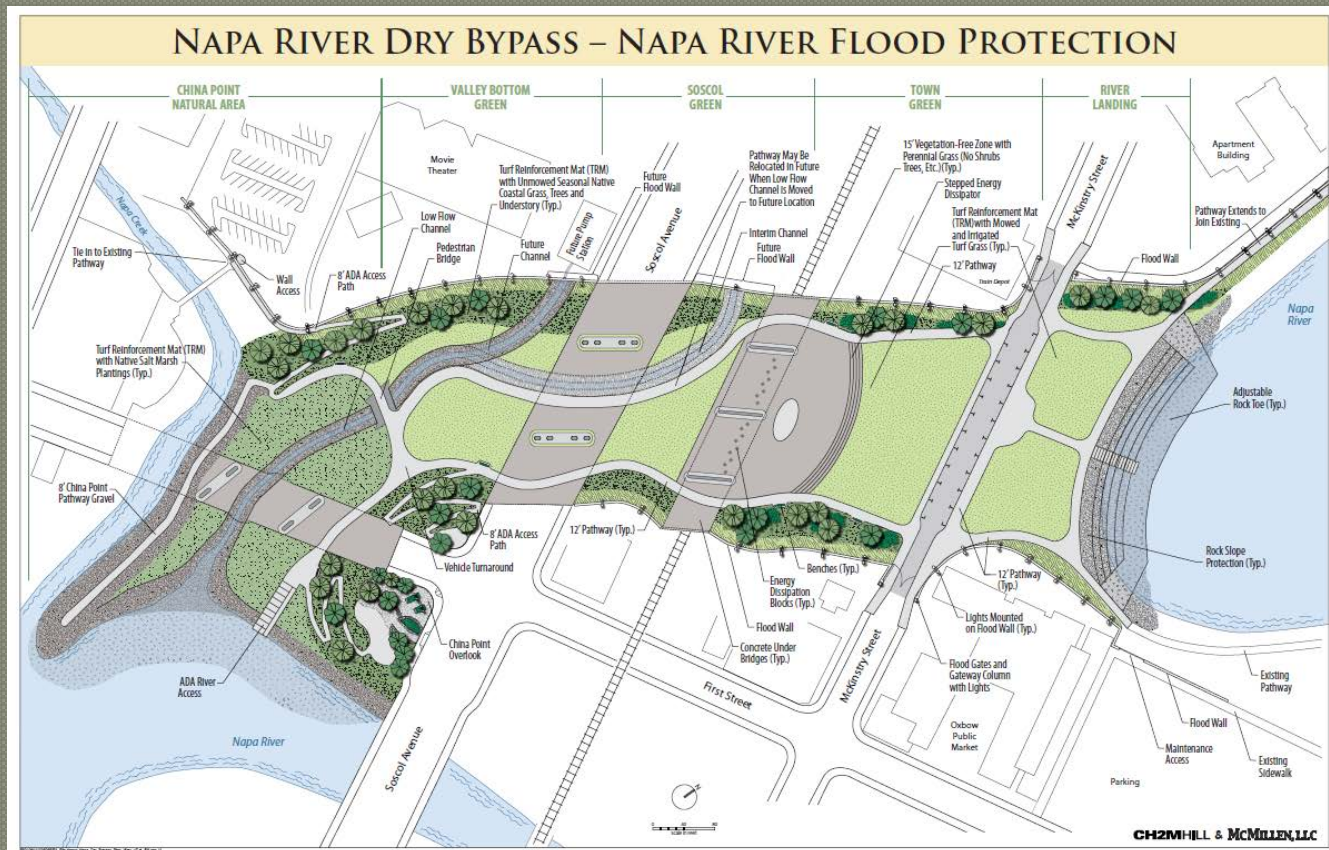 NAPA RIVER DRY BYPASS – NAPA RIVER FLOOD PROTECTION
CHINA POINT
NATURAL AREA
VALLEY BOTTOM
GREEN
SOSCOL
GREEN
TOWN
GREEN
RIVER
LANDING
Movie
Theater
Turf Reinforcement Mat (TRM)
with Unmowed Seasonal Native
Coastal Grass, Trees and
Understory (Typ.)
Future
Flood Wall
Pathway May Be
Relocated in Future
When Low Flow
Channel Is Moved
to Future Location
15' Vegetation-Free Zone with
Perennial Grass (No Shrubs
Trees, Etc.)(Typ.)
Stepped Energy
Dissipator
Turf Reinforcement Mat
(TRM)with Mowed
and Irrigated
Turf Grass (Typ.)
12' Pathway
Train Depot
McKinstry Street
Apartment
Building
Pathway Extends to
Join Existing
Flood Wall
Napa
River
Napa Creek
Tie In to Existing
Pathway
Wall
Access
8' ADA Access
Path
Low Flow
Channel
Pedestrian
Bridge
Future
Channel
Future Pump
Station
Soscol Avenue
Interim Channel
Future
Flood Wall
Turf Reinforcement Mat (TRM)
with Native Salt Marsh
Plantings (Typ.)
Adjustable
Rock Toe (Typ.)
8' China Point
Pathway Gravel
8' ADA Access
Path
Vehicle Turnaround
12' Pathway (Typ.)
Benches (Typ.)
Energy
Dissipation
Blocks (Typ.)
Flood Wall
Concrete Under
Bridges (Typ.)
12' Pathway
(Typ.)
Rock Slope
Protection (Typ.)
Lights Mounted
on Flood Wall (Typ.)
Flood Gates and
Gateway Column
with Lights
McKinstry Street
China Point
Overlook
ADA River
Access
Napa River
Soscol Avenue
First Street
Oxbow
Public
Market
Existing
Pathway
Flood Wall
Maintenance
Access
Existing
Sidewalk
Parking
N
CH2MHILL & MCMILLEN, LLC